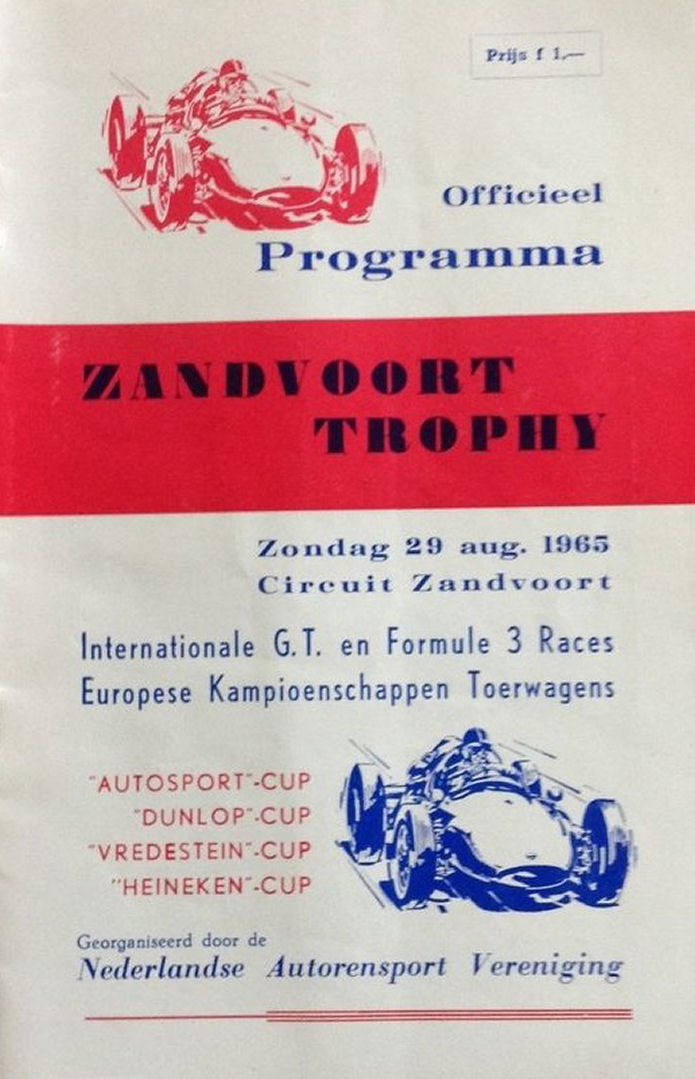 Prijs f 1,—
Officieel
Programma
ZANDVOORT
TROPHY
Zondag 29 aug. 1965
Circuit Zandvoort
Internationale G.T. en Formule 3 Races
Europese Kampioenschappen Toerwagens
"AUTOSPORT"-CUP
"DUNLOP"-CUP
"VREDESTEIN"-CUP
"HEINEKEN"-CUP
Georganiseerd door de
Nederlandse Autorensport Vereniging